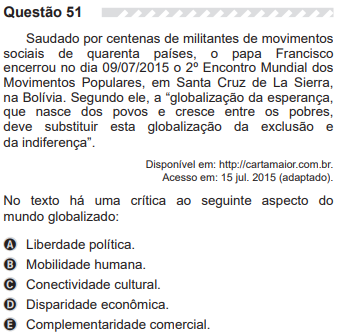 Questão 51
Saudado por centenas de militantes de movimentos
sociais de quarenta países, o papa Francisco
encerrou no dia 09/07/2015 o 2º Encontro Mundial dos
Movimentos Populares, em Santa Cruz de La Sierra,
na Bolívia. Segundo ele, a “globalização da esperança,
que nasce dos povos e cresce entre os pobres,
deve substituir esta globalização da exclusão e
da indiferença”.
Disponível em: http://cartamaior.com.br.
Acesso em: 15 jul. 2015 (adaptado).
No texto há uma crítica ao seguinte aspecto do
mundo globalizado:
A Liberdade política.
B Mobilidade humana.
C Conectividade cultural.
D Disparidade econômica.
E Complementaridade comercial.